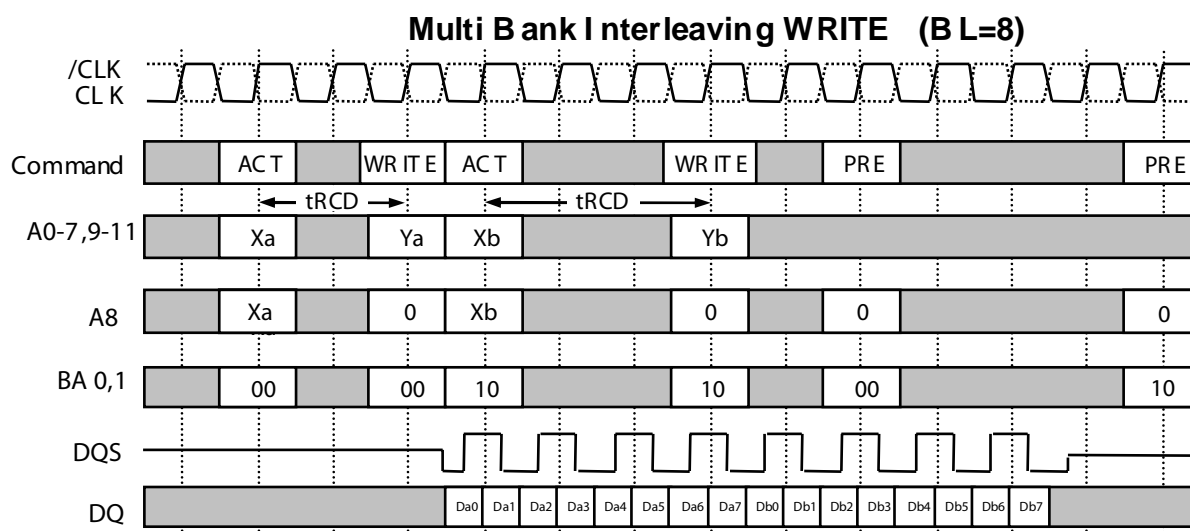 Multi Bank Interleaving WRITE (BL=8)
/CLK
CLK
Command ACT WRITE ACT WRITE PRE PRE
tRCD tRCD
A0-7,9-11 Xa Ya Xb Yb
A8 Xa 0 Xb 0 0 0
BA 0,1 00 00 10 10 00 10
DQS
DQ Da0 Da1 Da2 Da3 Da4 Da5 Da6 Da7 Db0 Db1 Db2 Db3 Db4 Db5 Db6 Db7